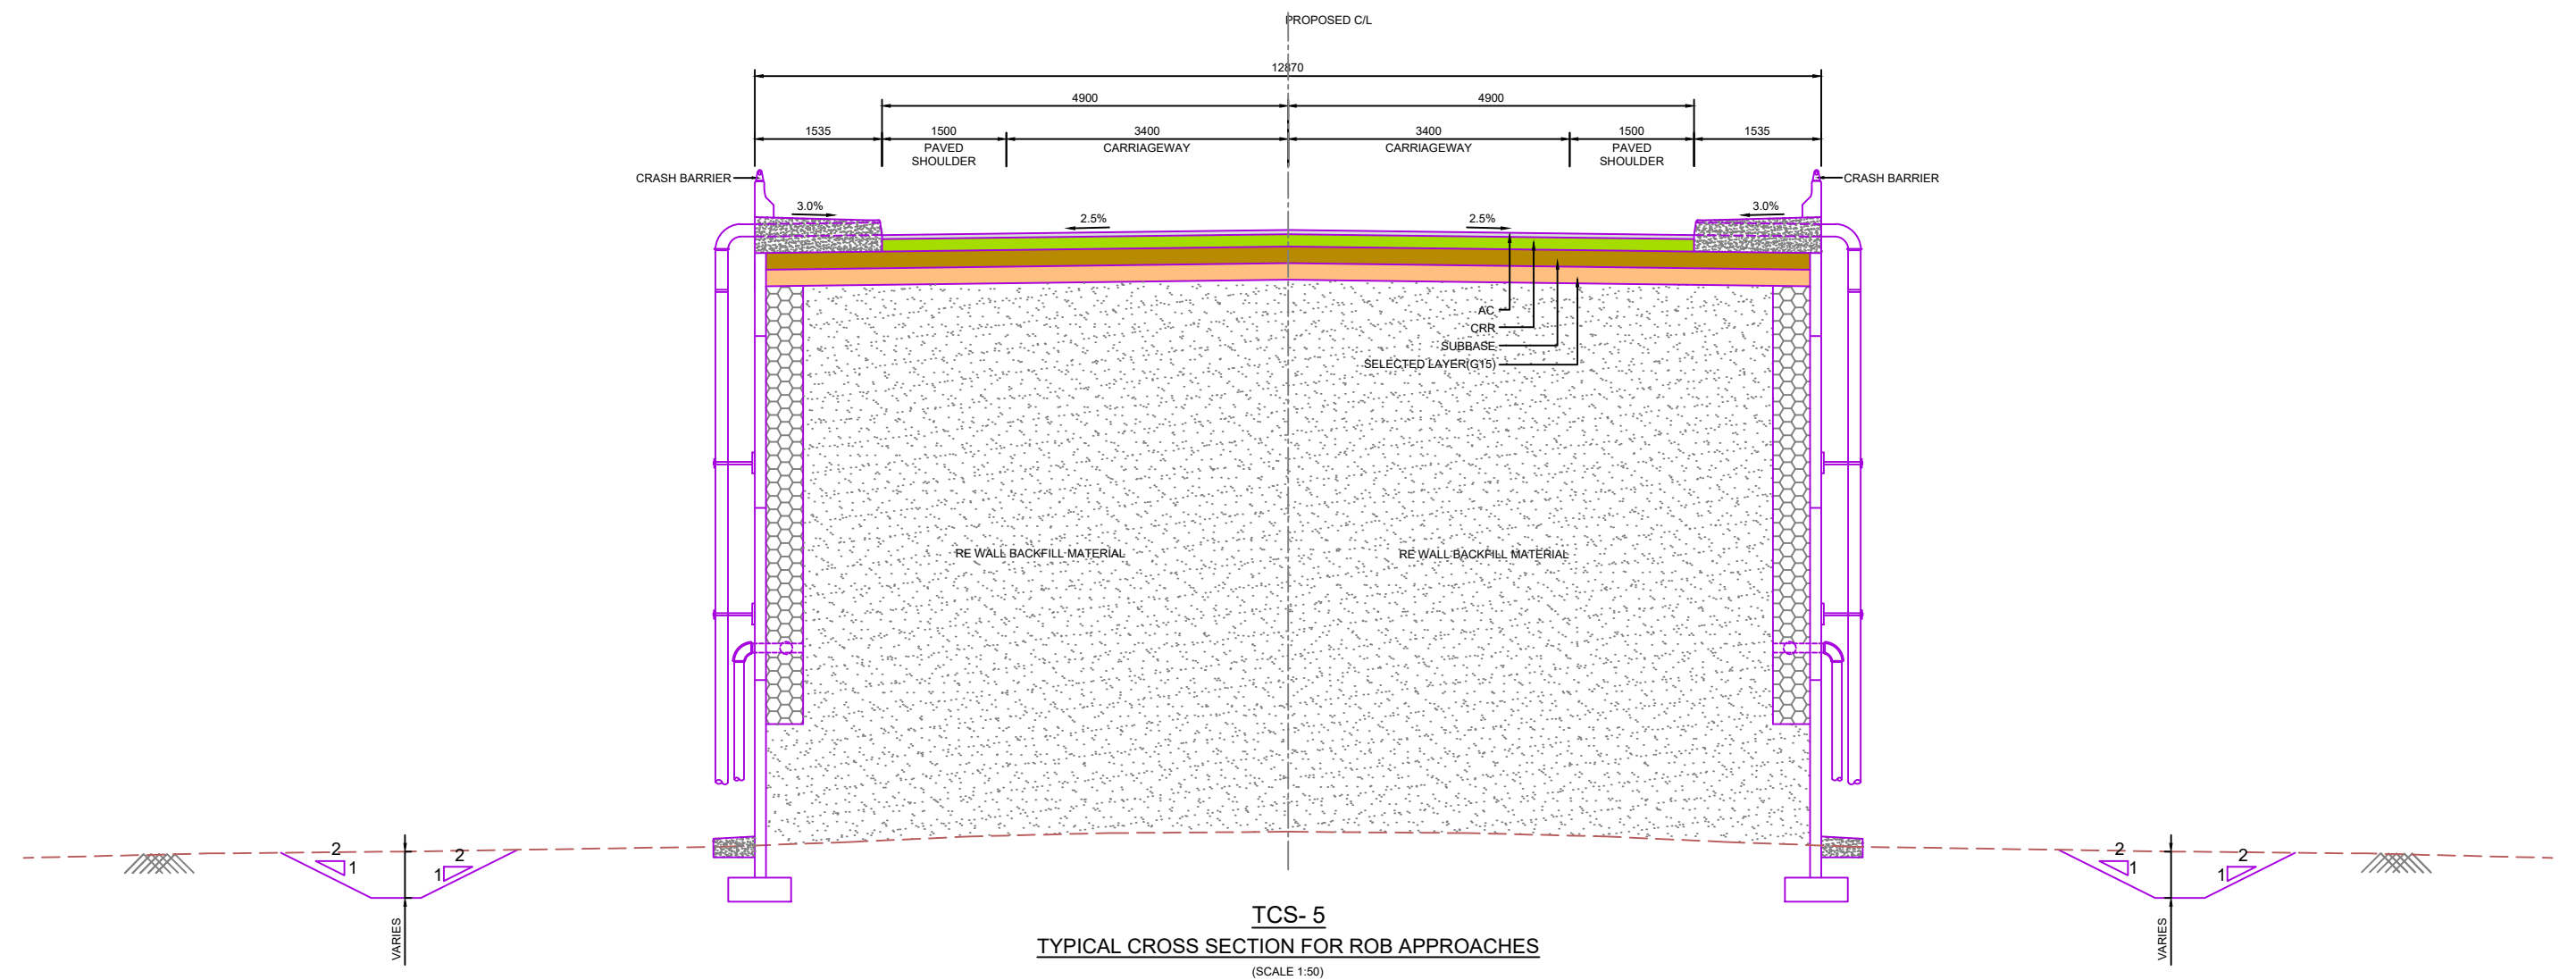 PROPOSED C/L
12870
4900 4900
1535 1500 3400 3400 1500 1535
PAVED SHOULDER CARRIAGEWAY CARRIAGEWAY PAVED SHOULDER
CRASH BARRIER CRASH BARRIER
3.0% 2.5% 2.5% 3.0%
AC
CRR
SUBBASE
SELECTED LAYER(G15)
RE WALL BACKFILL MATERIAL RE WALL BACKFILL MATERIAL
2 2 2 2
1 1 1 1
VARIES VARIES
TCS- 5
TYPICAL CROSS SECTION FOR ROB APPROACHES
(SCALE 1:50)